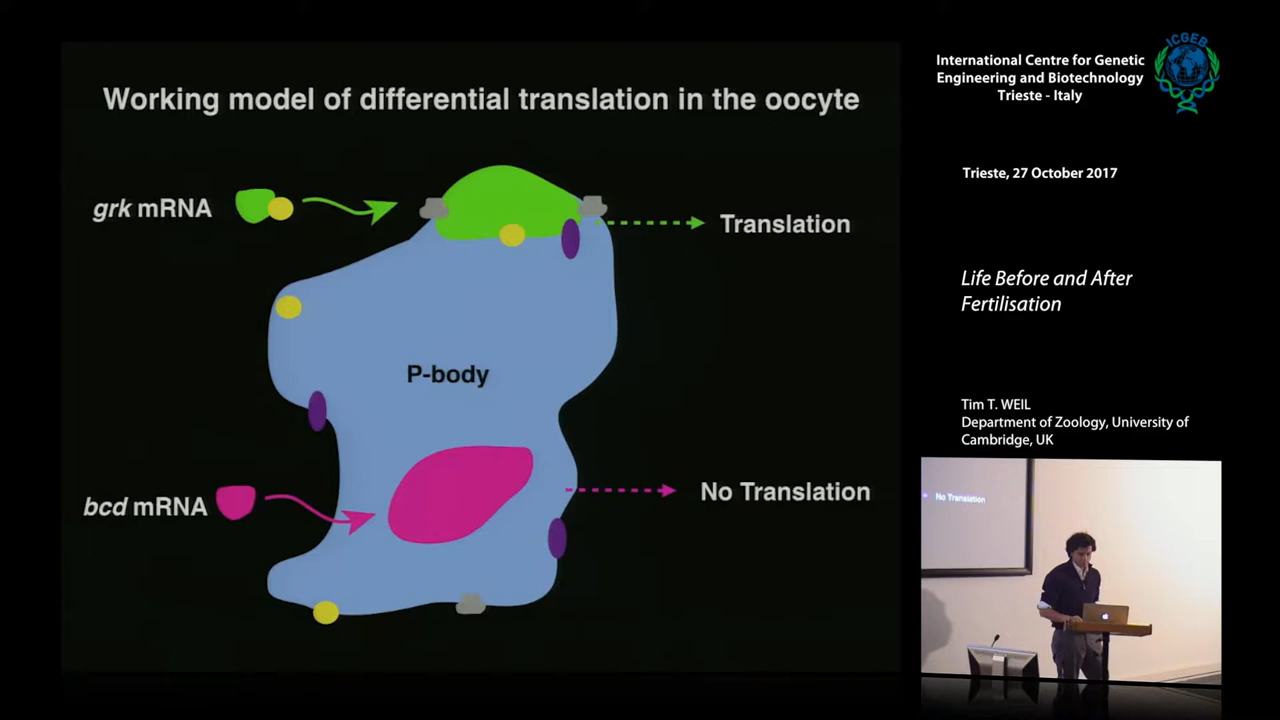 Working model of differential translation in the oocyte
grk mRNA
Translation
P-body
bcd mRNA
No Translation
International Centre for Genetic
Engineering and Biotechnology
Trieste - Italy
ICGEB
Trieste, 27 October 2017
Life Before and After
Fertilisation
Tim T. WEIL
Department of Zoology, University of
Cambridge, UK
No Translation